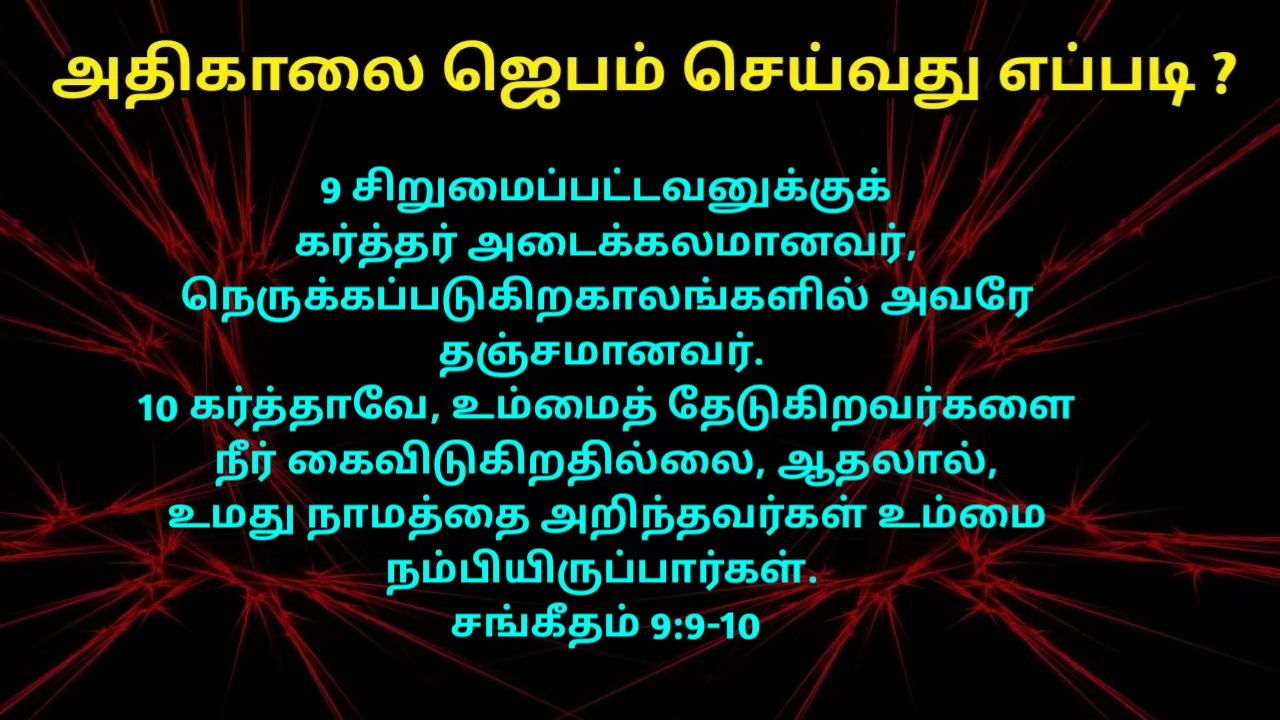 அதிகாலை ஜெபம் செய்வது எப்படி ?
9 சிறுமைப்பட்டவனுக்குக்
கர்த்தர் அடைக்கலமானவர்,
நெருக்கப்படுகிறகாலங்களில் அவரே
தஞ்சமானவர்.
10 கர்த்தாவே, உம்மைத் தேடுகிறவர்களை
நீர் கைவிடுகிறதில்லை, ஆதலால்,
உமது நாமத்தை அறிந்தவர்கள் உம்மை
நம்பியிருப்பார்கள்.
சங்கீதம் 9:9-10